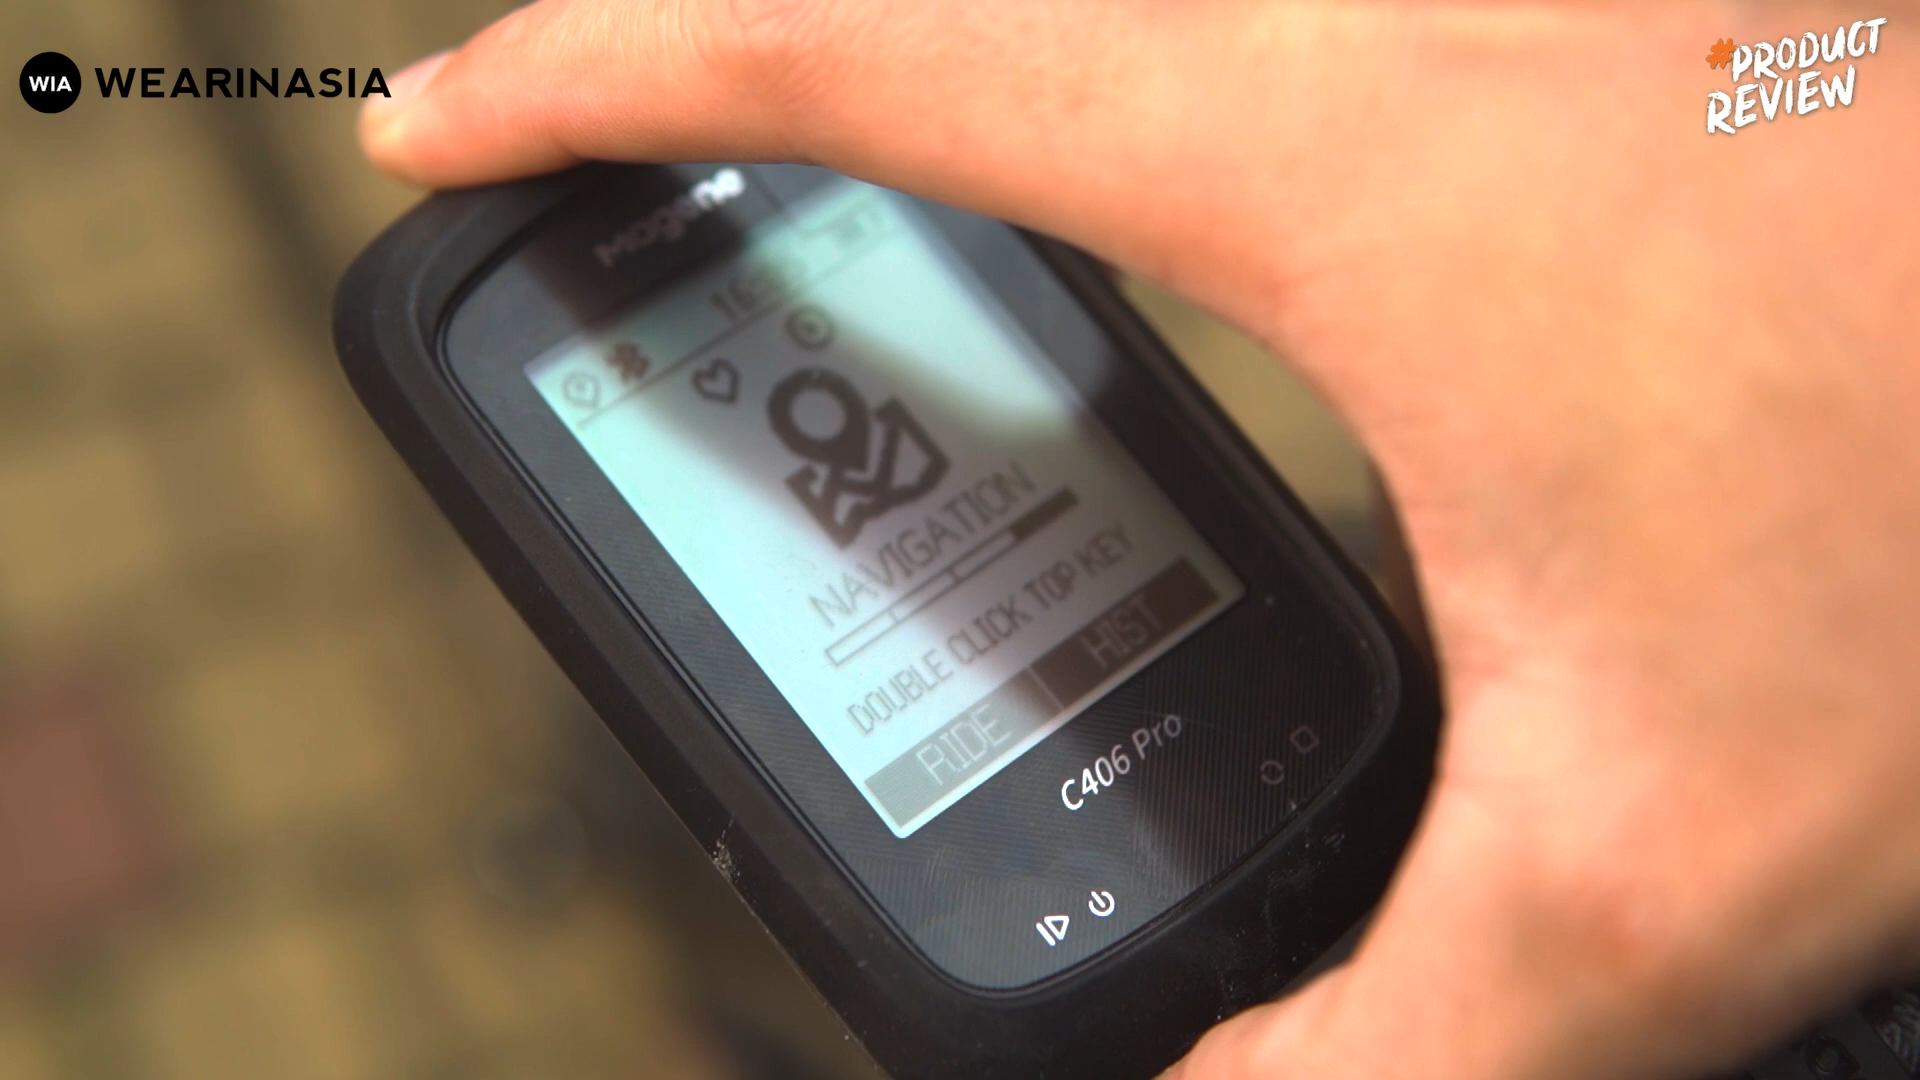 WIA WEARINASIA
#PRODUCT
REVIEW
Magene
NAVIGATION
DOUBLE CLICK TOP KEY
RIDE HIST
C406 Pro